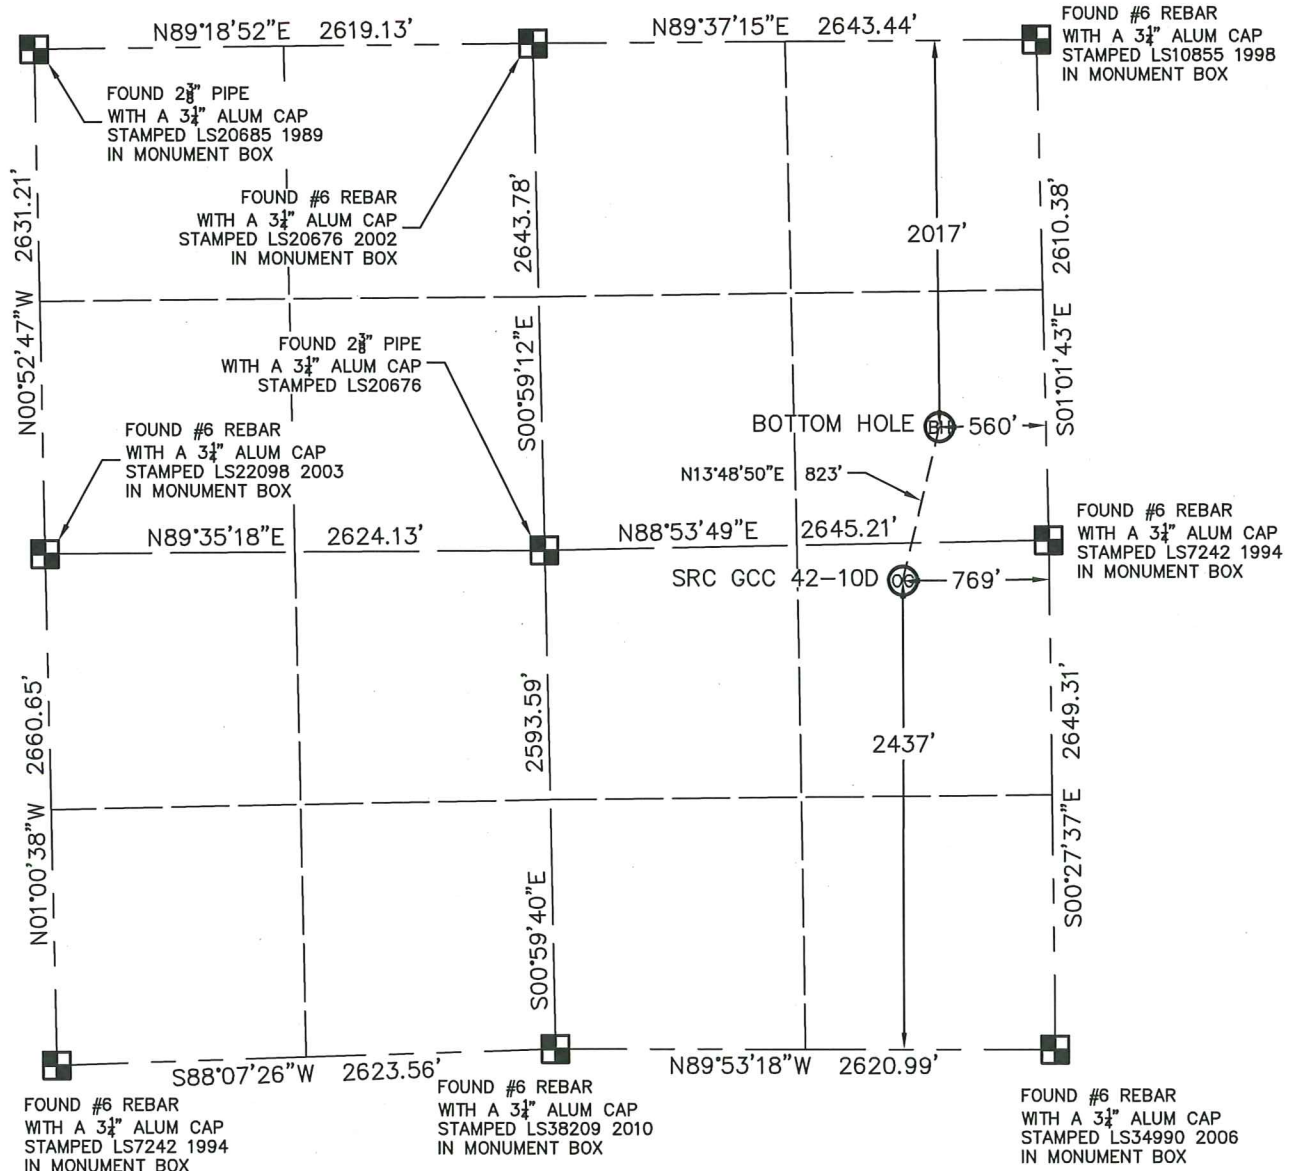 N89°18'52"E 2619.13'
N89°37'15"E 2643.44'
FOUND #6 REBAR
WITH A 3¼" ALUM CAP
STAMPED LS10855 1998
IN MONUMENT BOX
FOUND 2⅜" PIPE
WITH A 3¼" ALUM CAP
STAMPED LS20685 1989
IN MONUMENT BOX
FOUND #6 REBAR
WITH A 3¼" ALUM CAP
STAMPED LS20676 2002
IN MONUMENT BOX
N00°52'47"W 2631.21'
S00°59'12"E 2643.78'
2017'
S01°01'43"E 2610.38'
FOUND 2⅜" PIPE
WITH A 3¼" ALUM CAP
STAMPED LS20676
BOTTOM HOLE BH 560'
FOUND #6 REBAR
WITH A 3¼" ALUM CAP
STAMPED LS22098 2003
IN MONUMENT BOX
N13°48'50"E 823'
N89°35'18"E 2624.13'
N88°53'49"E 2645.21'
FOUND #6 REBAR
WITH A 3¼" ALUM CAP
STAMPED LS7242 1994
IN MONUMENT BOX
SRC GCC 42-10D OG 769'
N01°00'38"W 2660.65'
S00°59'40"E 2593.59'
2437'
S00°27'37"E 2649.31'
S88°07'26"W 2623.56'
N89°53'18"W 2620.99'
FOUND #6 REBAR
WITH A 3¼" ALUM CAP
STAMPED LS7242 1994
IN MONUMENT BOX
FOUND #6 REBAR
WITH A 3¼" ALUM CAP
STAMPED LS38209 2010
IN MONUMENT BOX
FOUND #6 REBAR
WITH A 3¼" ALUM CAP
STAMPED LS34990 2006
IN MONUMENT BOX